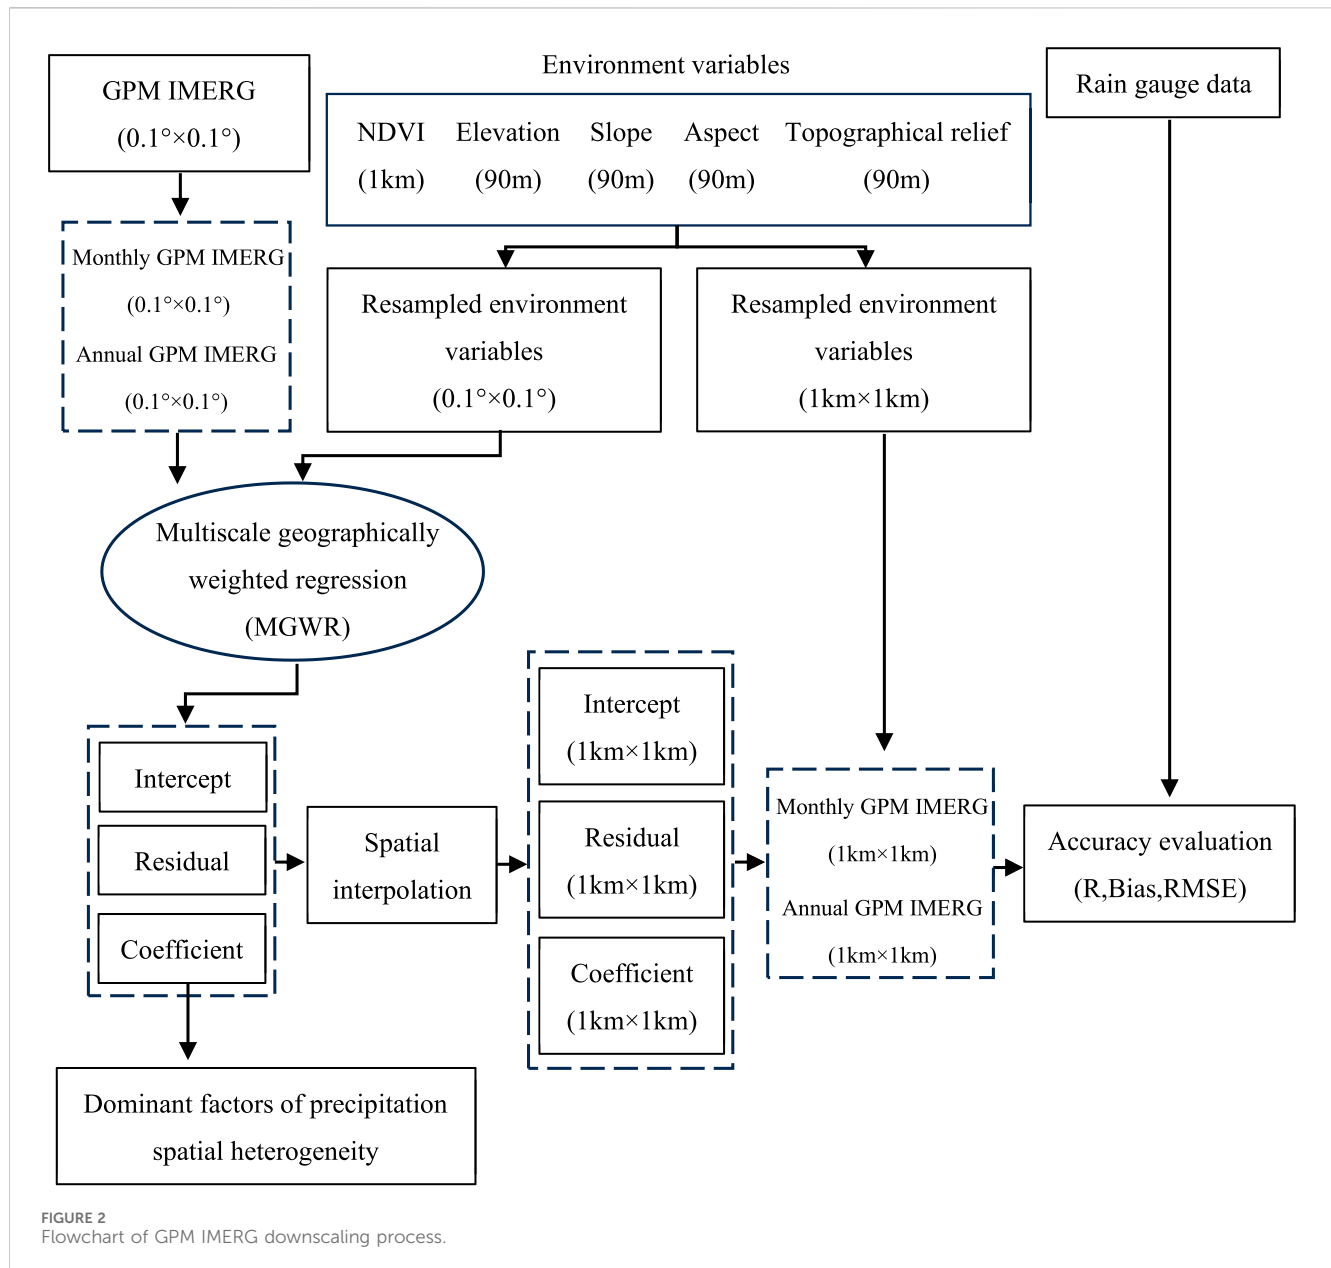 GPM IMERG
(0.1°×0.1°)
Environment variables
NDVI Elevation Slope Aspect Topographical relief
(1km) (90m) (90m) (90m) (90m)
Rain gauge data
Monthly GPM IMERG
(0.1°×0.1°)
Annual GPM IMERG
(0.1°×0.1°)
Resampled environment
variables
(0.1°×0.1°)
Resampled environment
variables
(1km×1km)
Multiscale geographically
weighted regression
(MGWR)
Intercept
Residual
Coefficient
Spatial
interpolation
Intercept
(1km×1km)
Residual
(1km×1km)
Coefficient
(1km×1km)
Monthly GPM IMERG
(1km×1km)
Annual GPM IMERG
(1km×1km)
Accuracy evaluation
(R,Bias,RMSE)
Dominant factors of precipitation
spatial heterogeneity
FIGURE 2
Flowchart of GPM IMERG downscaling process.